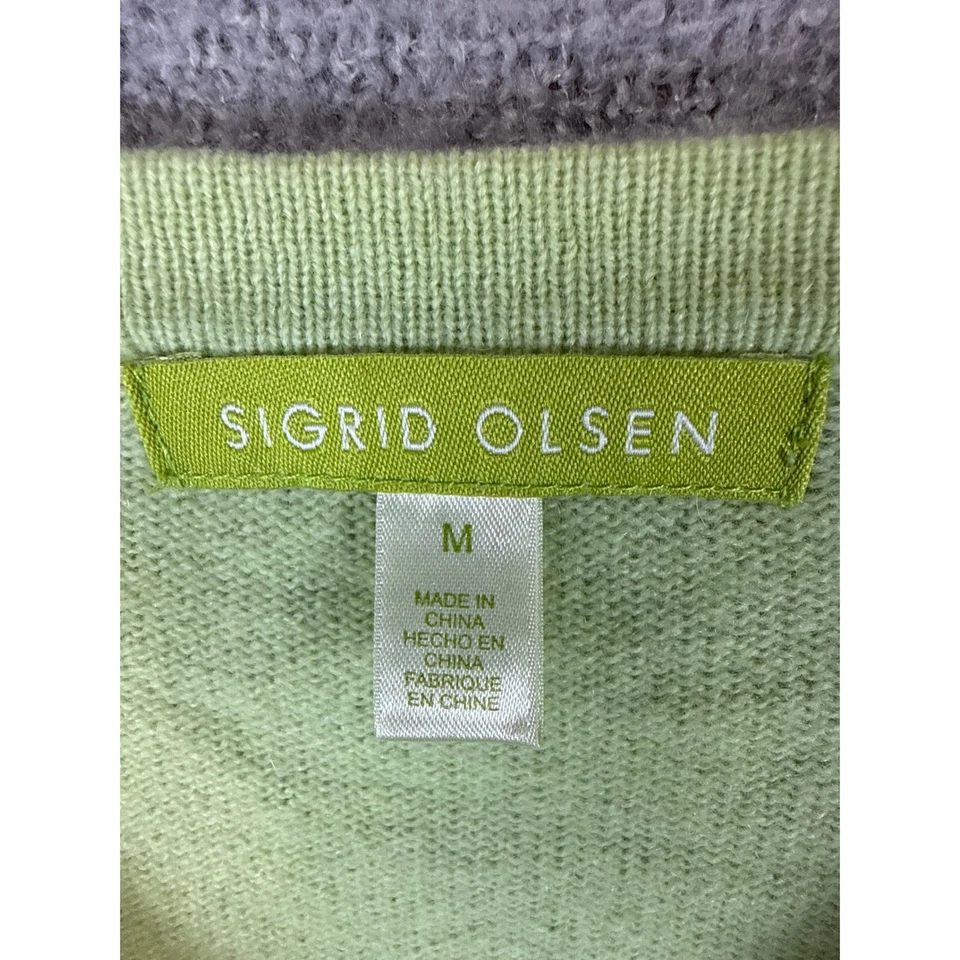 SIGRID OLSEN
M
MADE IN
CHINA
HECHO EN
CHINA
FABRIQUE
EN CHINE